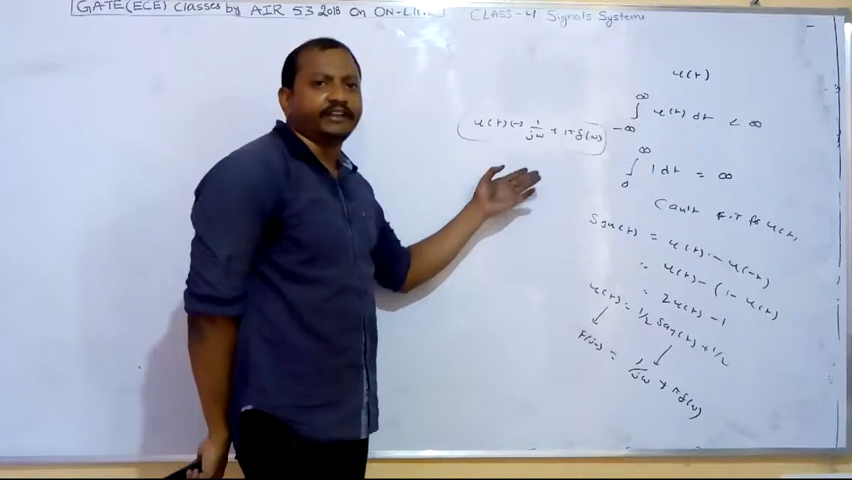 GATE(ECE) Classes by AIR 53 2018 On ON-LINE
CLASS-4 Signals Systems
u(t)
∫_{-∞}^{∞} u(t) dt < ∞
∫_{0}^{∞} 1 dt = ∞
Can't F.T for u(t),
u(t) ↔ 1/jω + πδ(ω)
Sgn(t) = u(t) - u(-t)
= u(t) - (1 - u(t))
= 2u(t) - 1
u(t) = 1/2 Sgn(t) + 1/2
F(jω) = 1/jω + πδ(ω)